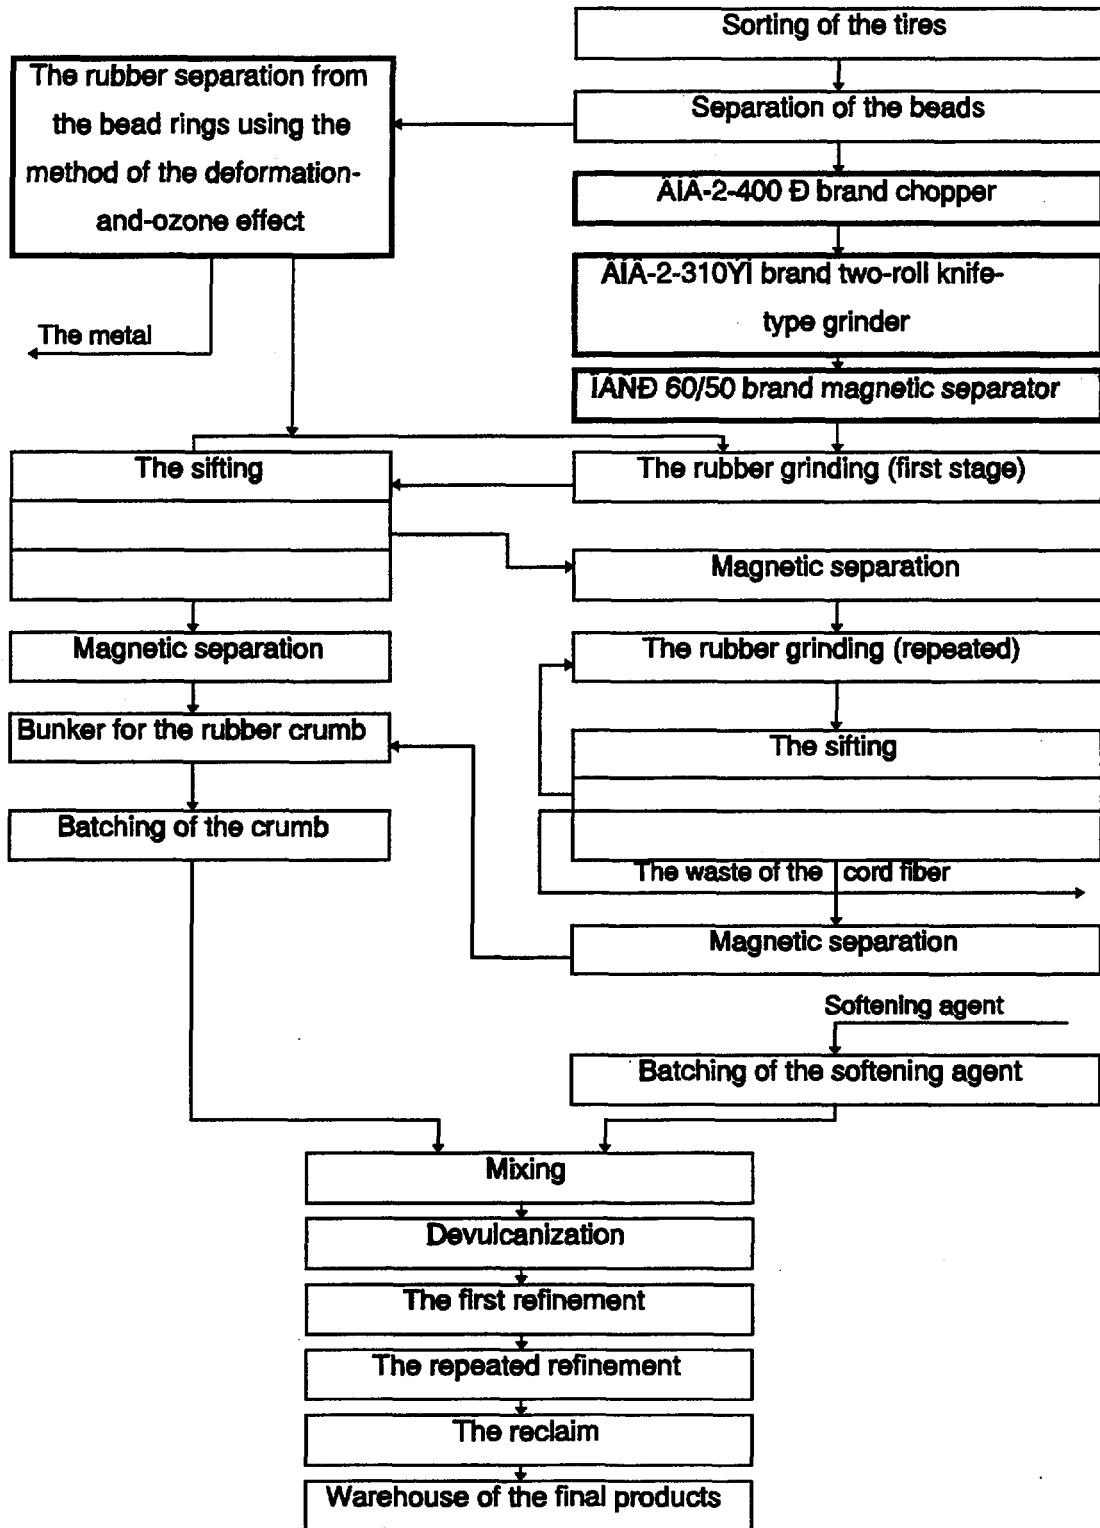 Sorting of the tires
The rubber separation from
the bead rings using the
method of the deformation-
and-ozone effect
Separation of the beads
ÄÌÂ-2-400 Ð brand chopper
ÄÌÂ-2-310ÝÌ brand two-roll knife-
type grinder
The metal
ÏÁÑÐ 60/50 brand magnetic separator
The sifting
The rubber grinding (first stage)
Magnetic separation
Magnetic separation
The rubber grinding (repeated)
Bunker for the rubber crumb
The sifting
Batching of the crumb
The waste of the cord fiber
Magnetic separation
Softening agent
Batching of the softening agent
Mixing
Devulcanization
The first refinement
The repeated refinement
The reclaim
Warehouse of the final products